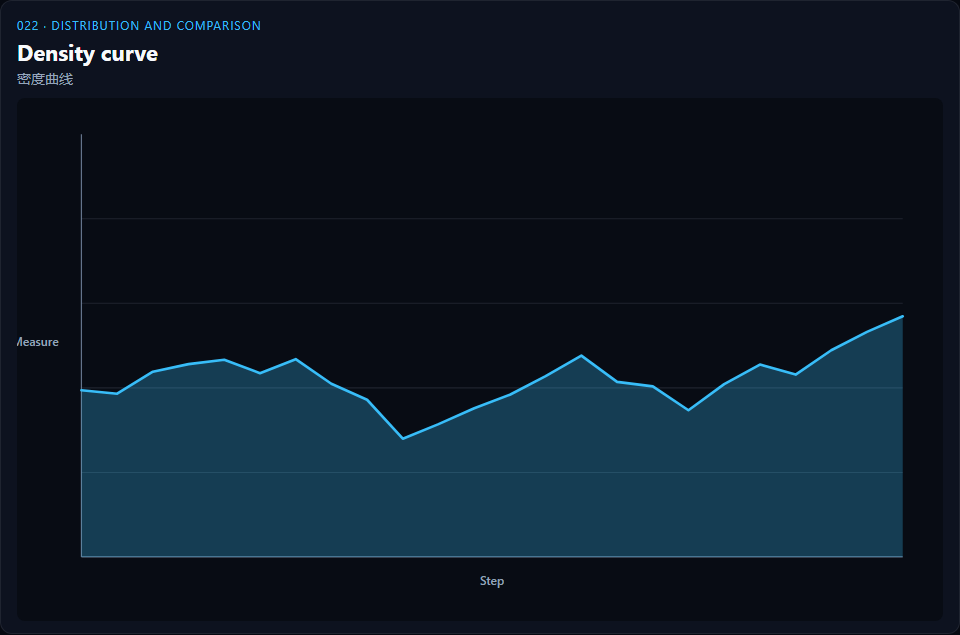 022 · DISTRIBUTION AND COMPARISON
Density curve
密度曲线
Measure
Step